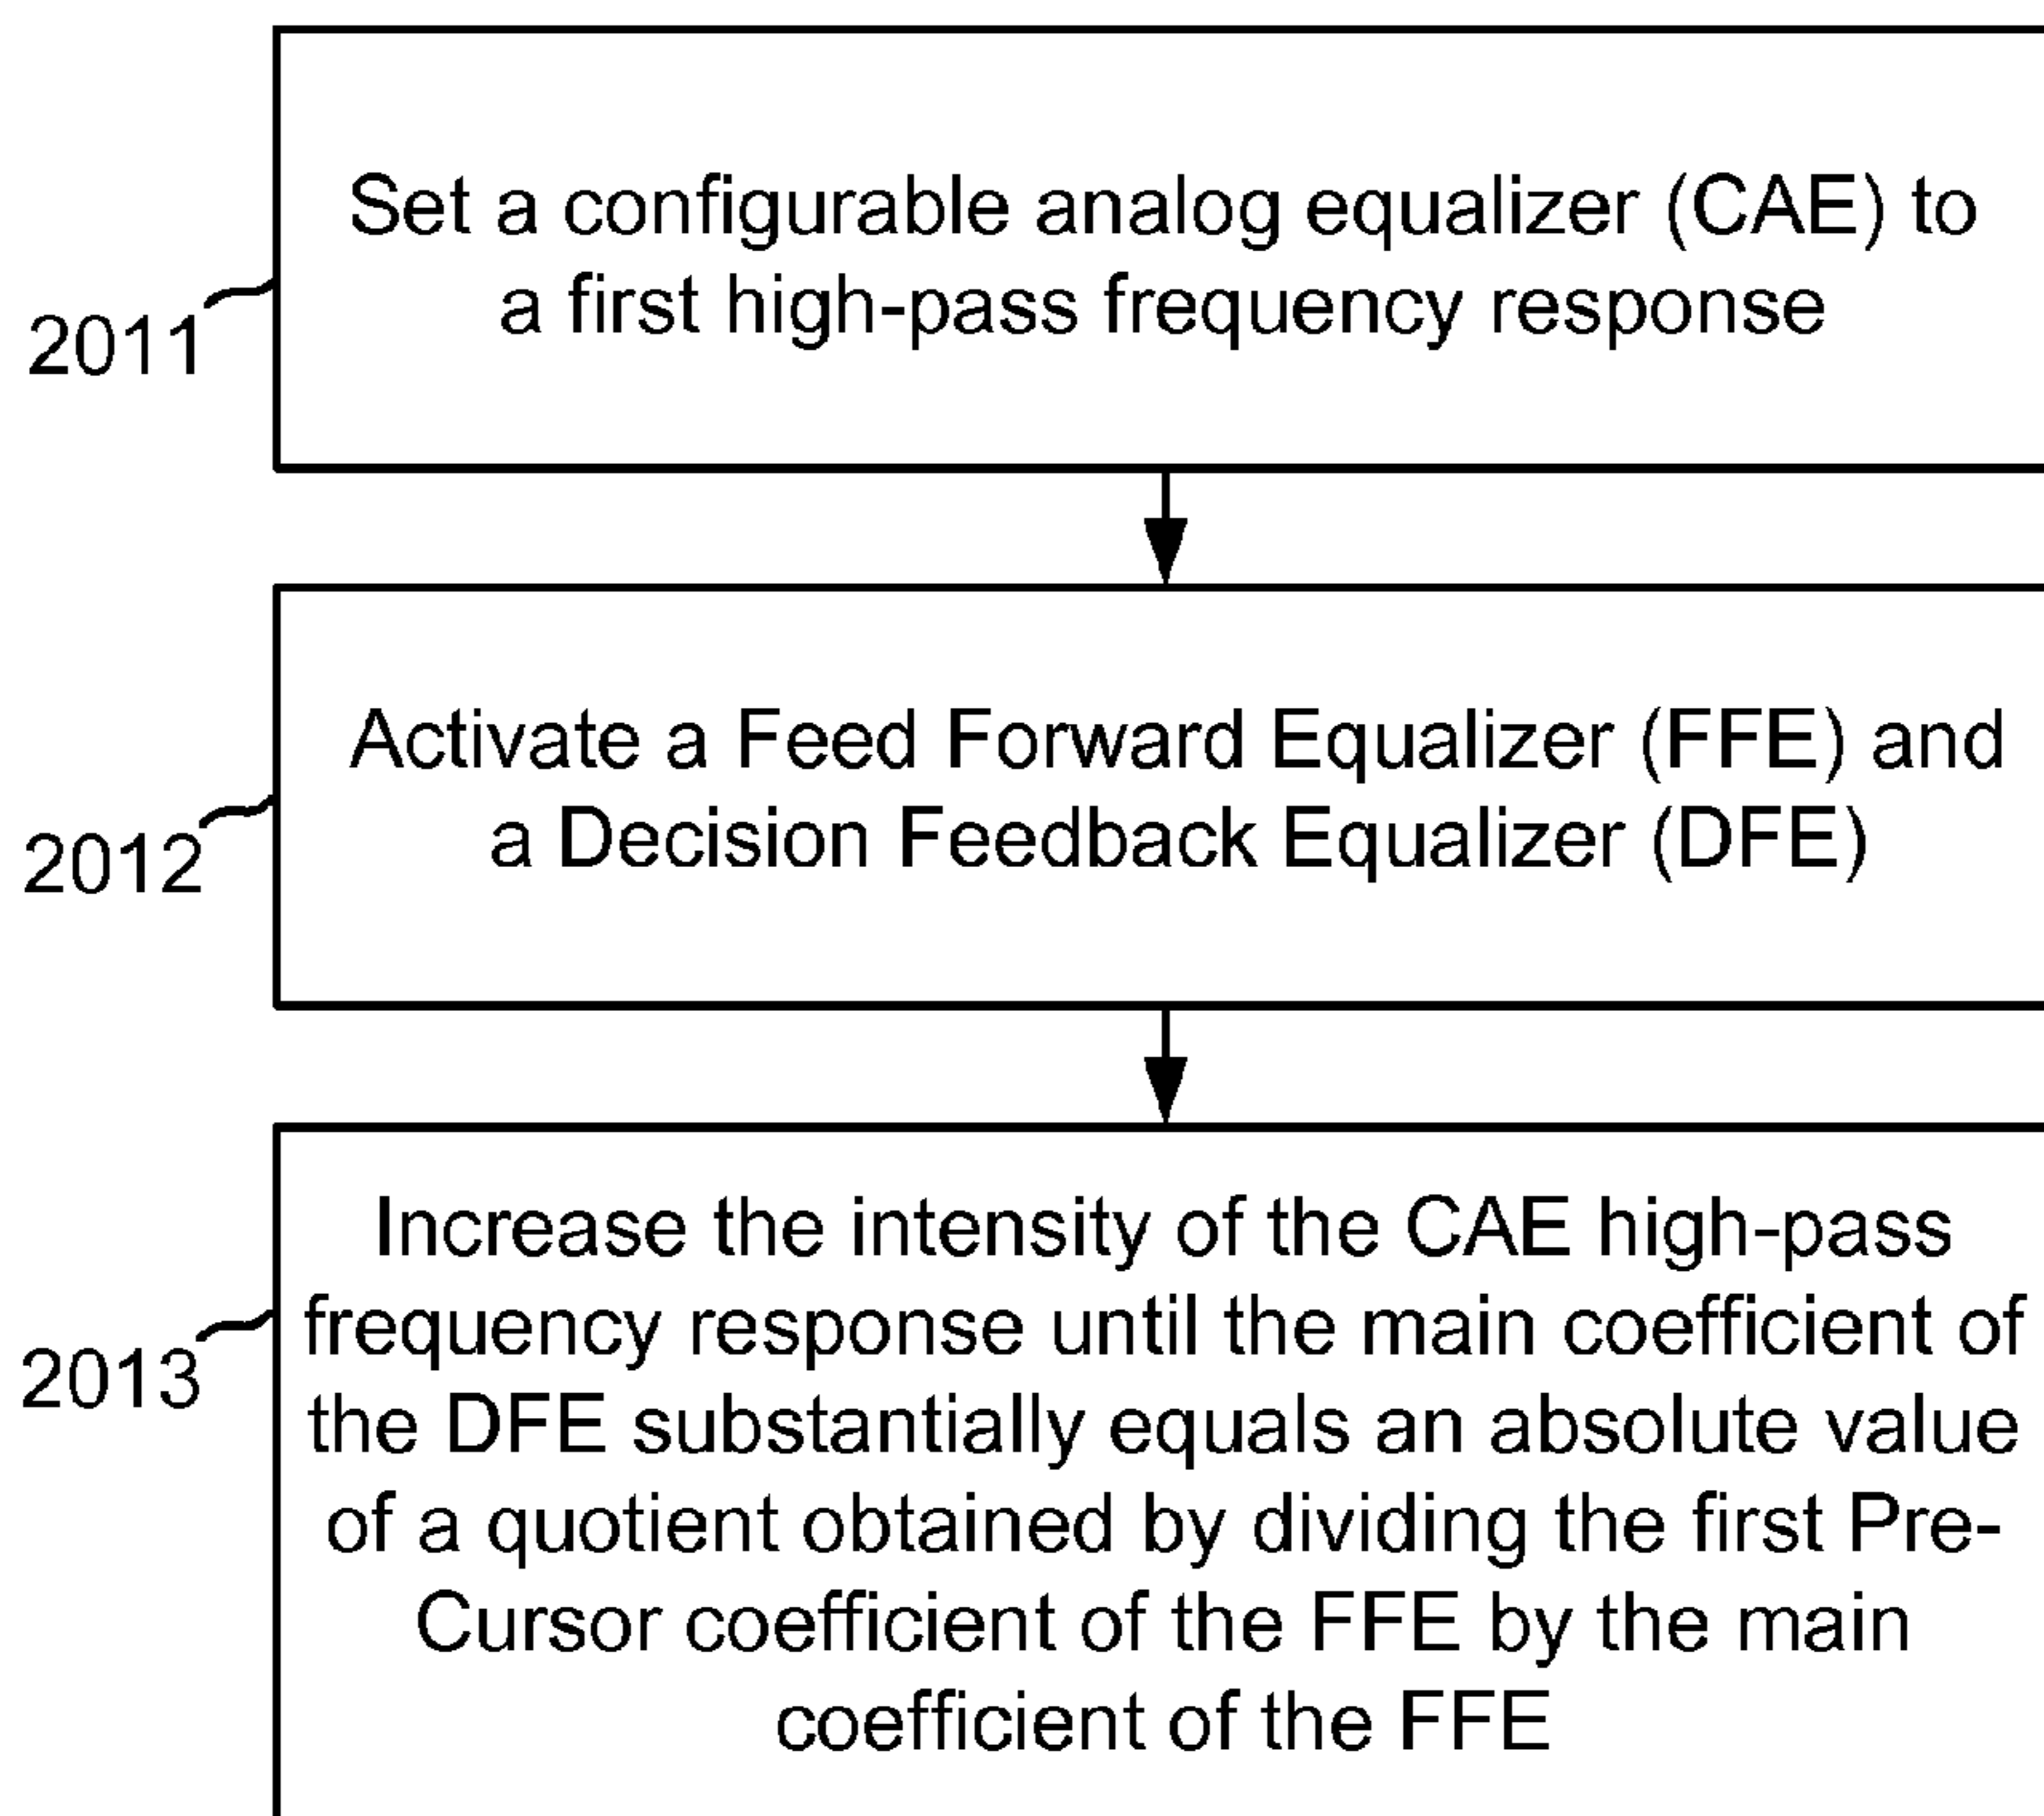 Set a configurable analog equalizer (CAE) to
a first high-pass frequency response
2011
Activate a Feed Forward Equalizer (FFE) and
a Decision Feedback Equalizer (DFE)
2012
Increase the intensity of the CAE high-pass
frequency response until the main coefficient of
the DFE substantially equals an absolute value
of a quotient obtained by dividing the first Pre-
Cursor coefficient of the FFE by the main
coefficient of the FFE
2013